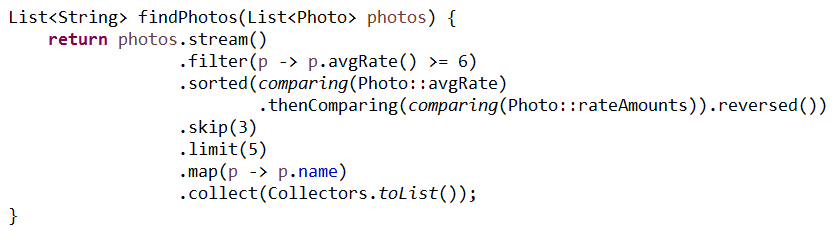 List<String> findPhotos(List<Photo> photos) {
    return photos.stream()
                 .filter(p -> p.avgRate() >= 6)
                 .sorted(comparing(Photo::avgRate)
                         .thenComparing(comparing(Photo::rateAmounts)).reversed())
                 .skip(3)
                 .limit(5)
                 .map(p -> p.name)
                 .collect(Collectors.toList());
}